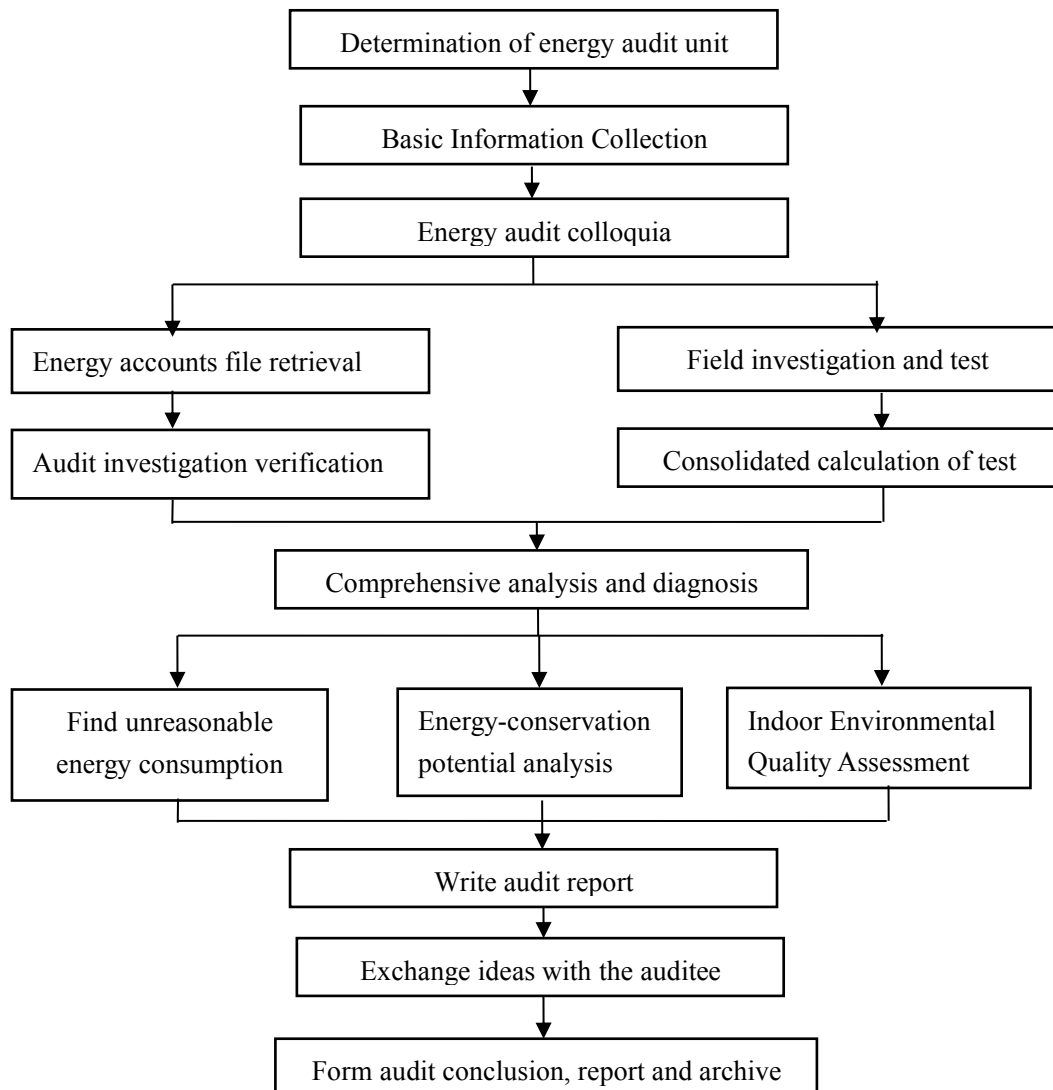 Determination of energy audit unit
Basic Information Collection
Energy audit colloquia
Energy accounts file retrieval
Field investigation and test
Audit investigation verification
Consolidated calculation of test
Comprehensive analysis and diagnosis
Find unreasonable
energy consumption
Energy-conservation
potential analysis
Indoor Environmental
Quality Assessment
Write audit report
Exchange ideas with the auditee
Form audit conclusion, report and archive